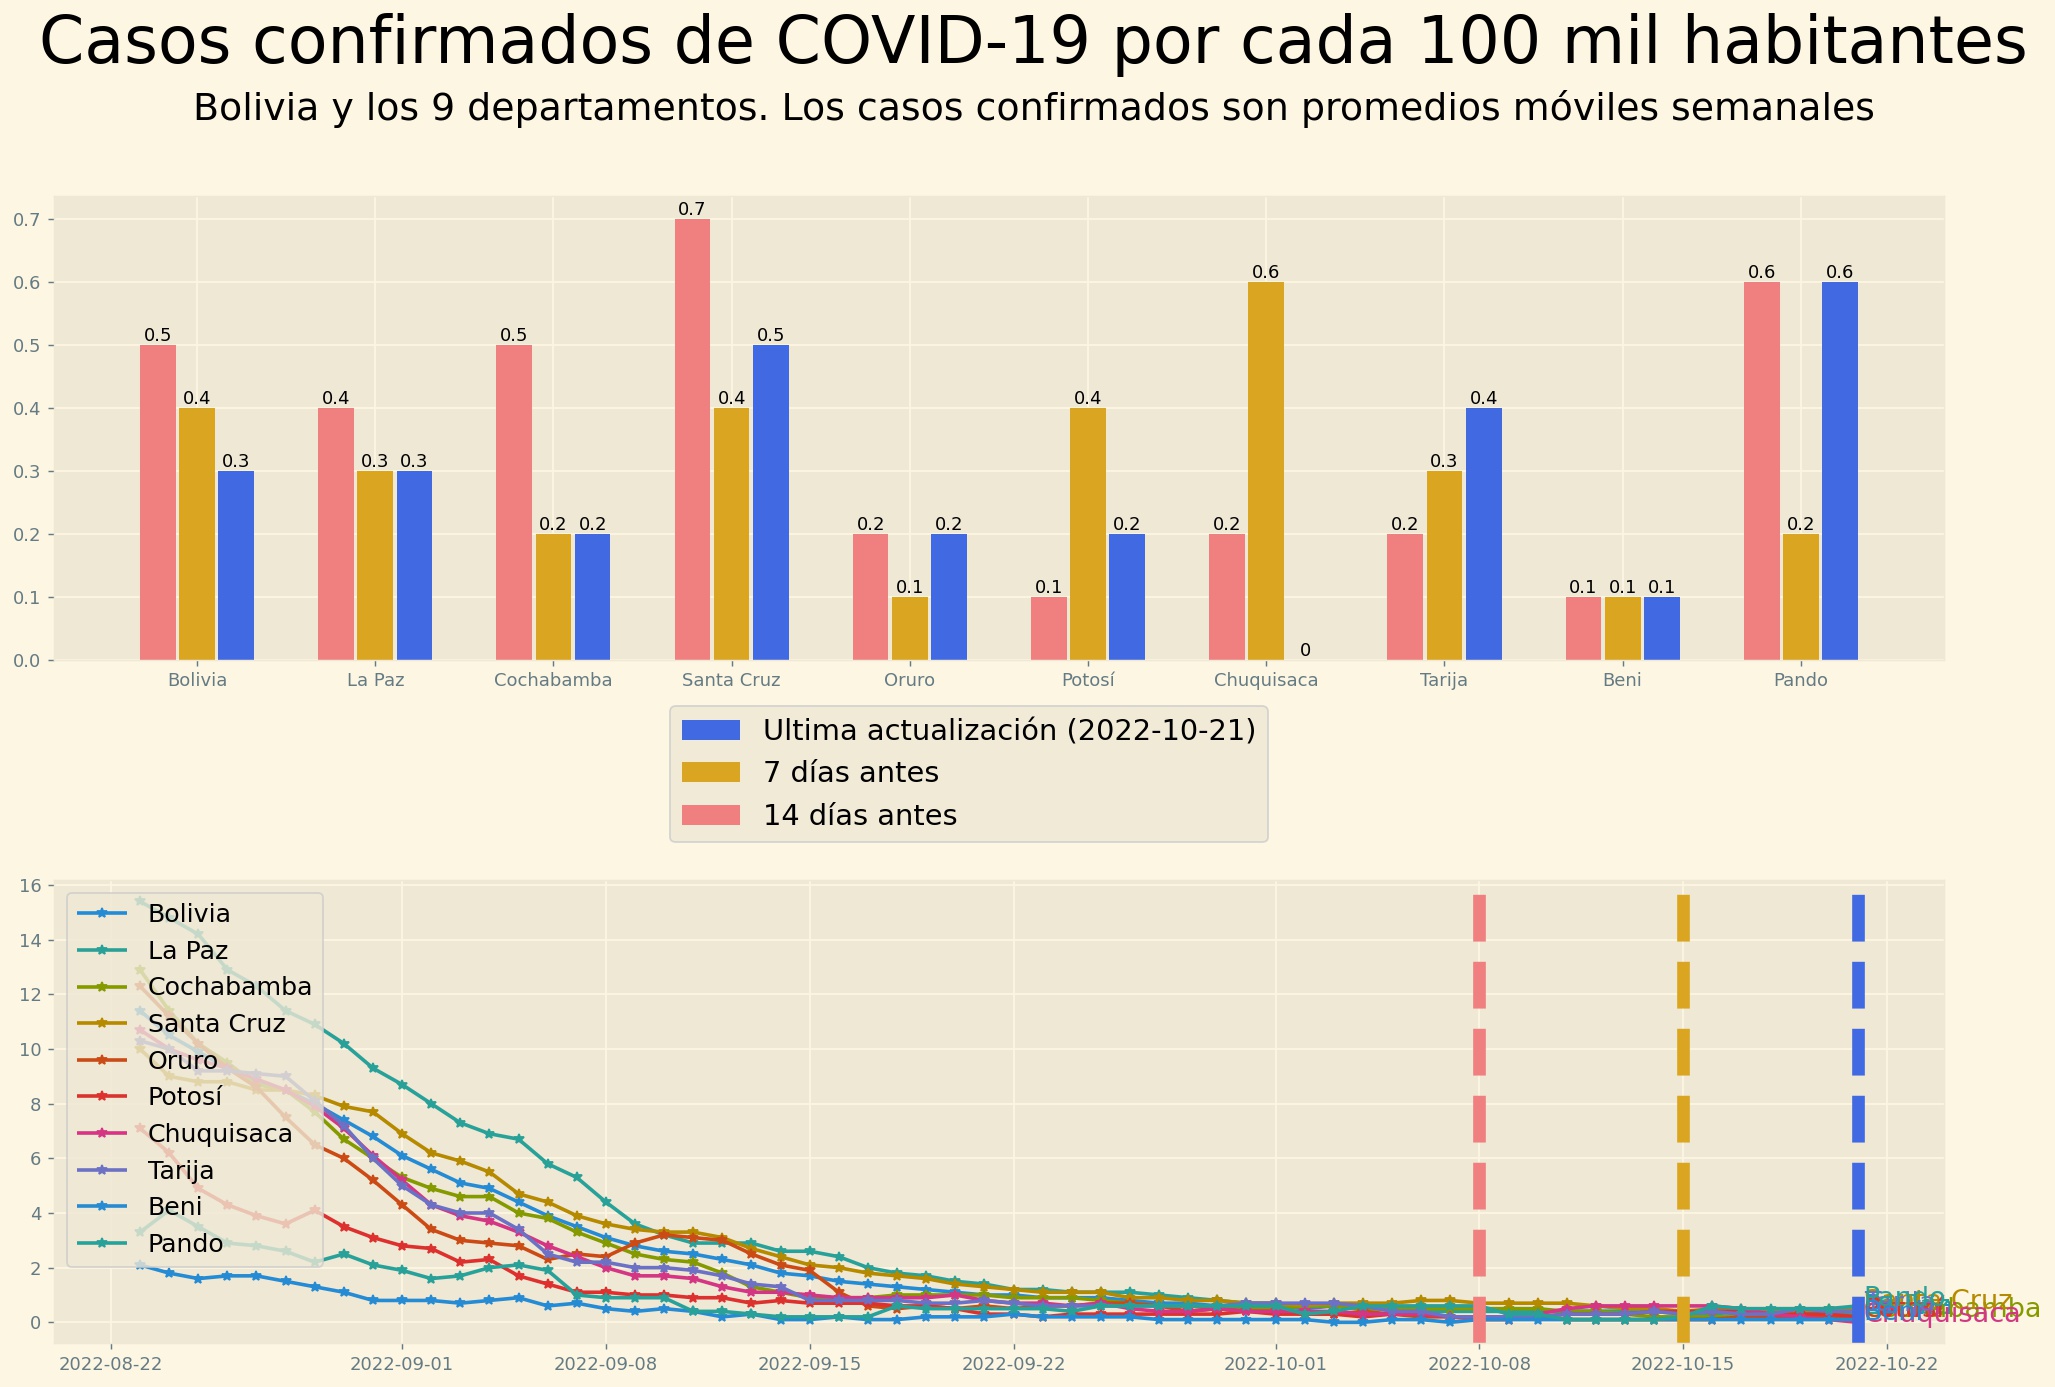 Casos confirmados de COVID-19 por cada 100 mil habitantes
Bolivia y los 9 departamentos. Los casos confirmados son promedios móviles semanales
0.7
0.6
0.5
0.4
0.3
0.2
0.1
0.0
0.5 0.4 0.3
0.4 0.3 0.3
0.5 0.2 0.2
0.7 0.4 0.5
0.2 0.1 0.2
0.1 0.4 0.2
0.2 0.6 0
0.2 0.3 0.4
0.1 0.1 0.1
0.6 0.2 0.6
Bolivia La Paz Cochabamba Santa Cruz Oruro Potosí Chuquisaca Tarija Beni Pando
Ultima actualización (2022-10-21)
7 días antes
14 días antes
16
14
12
10
8
6
4
2
0
Bolivia
La Paz
Cochabamba
Santa Cruz
Oruro
Potosí
Chuquisaca
Tarija
Beni
Pando
Pando
Chuquisaca
2022-08-22 2022-09-01 2022-09-08 2022-09-15 2022-09-22 2022-10-01 2022-10-08 2022-10-15 2022-10-22